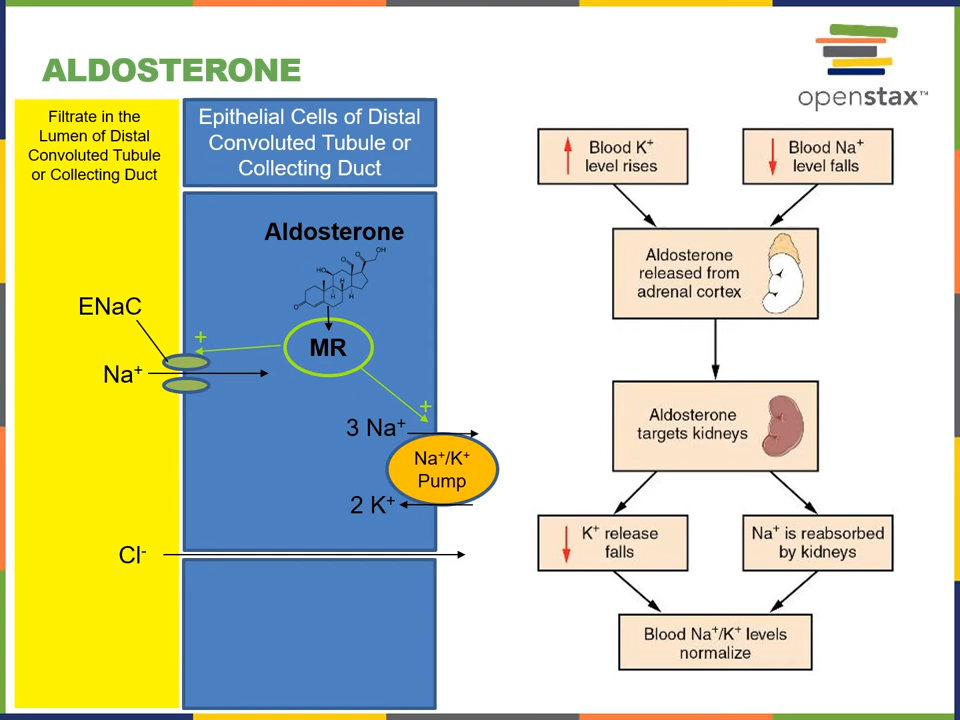 ALDOSTERONE
openstax™
Filtrate in the
Lumen of Distal
Convoluted Tubule
or Collecting Duct
Epithelial Cells of Distal
Convoluted Tubule or
Collecting Duct
Aldosterone
O
O
OH
HO
H
H
H
O
ENaC
+
MR
Na⁺
+
3 Na⁺
Na⁺/K⁺
Pump
2 K⁺
Cl⁻
Blood K⁺
level rises
Blood Na⁺
level falls
Aldosterone
released from
adrenal cortex
Aldosterone
targets kidneys
K⁺ release
falls
Na⁺ is reabsorbed
by kidneys
Blood Na⁺/K⁺ levels
normalize